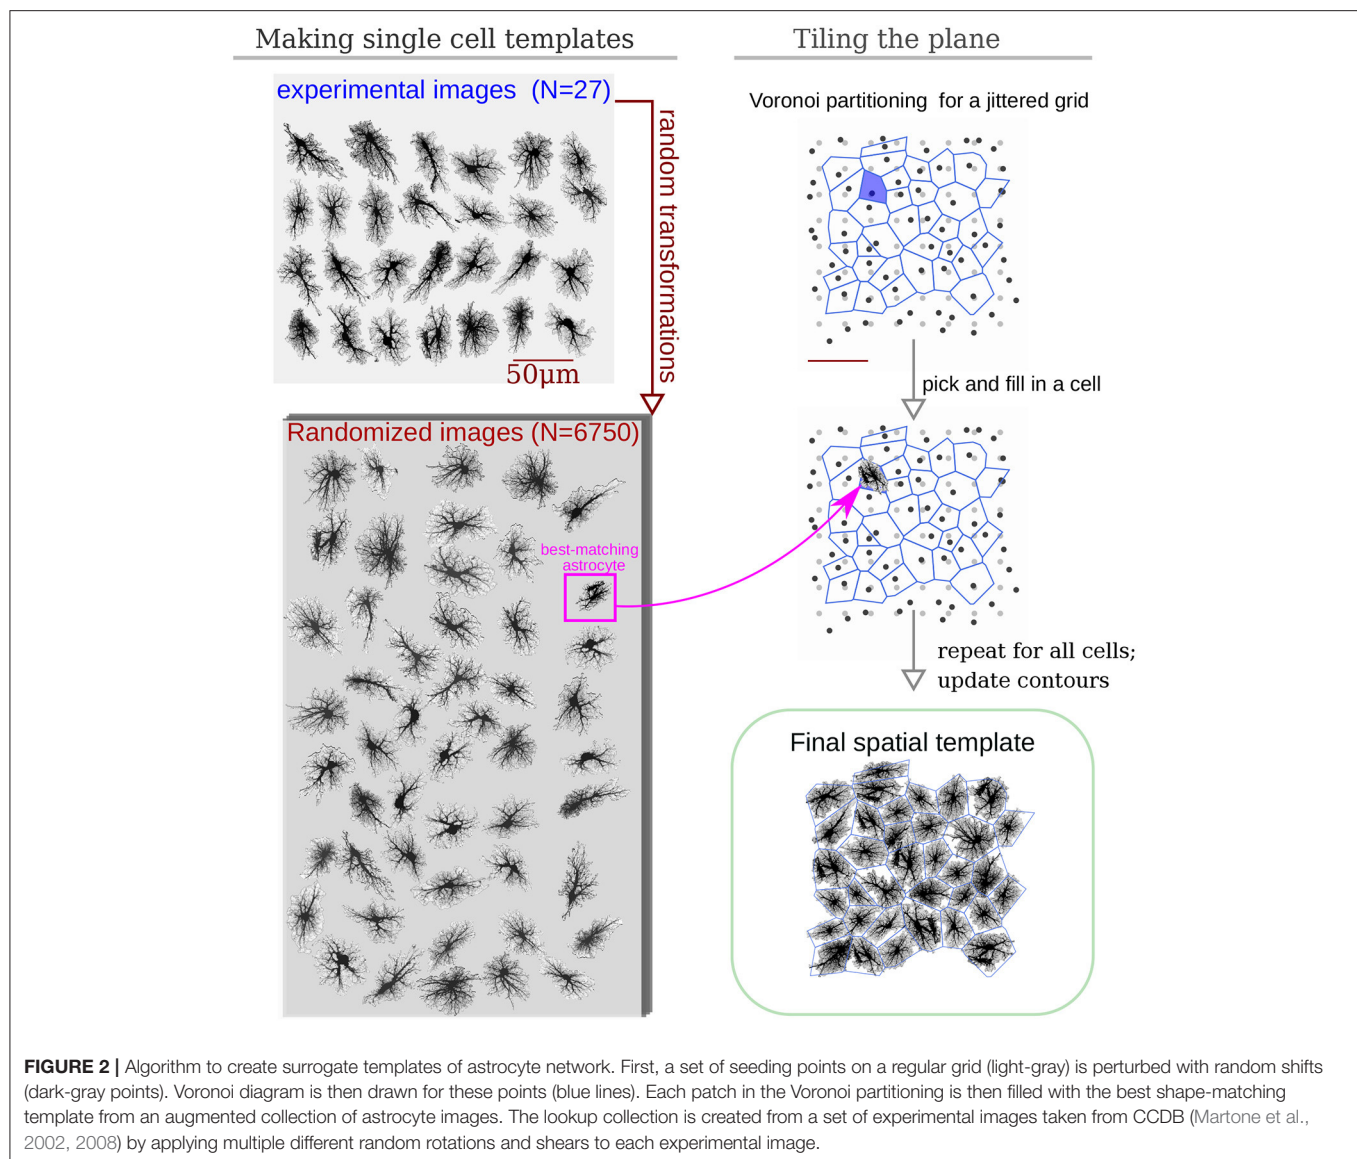 Making single cell templates
experimental images (N=27)
random transformations
50μm
Randomized images (N=6750)
best-matching
astrocyte
Tiling the plane
Voronoi partitioning for a jittered grid
pick and fill in a cell
repeat for all cells;
update contours
Final spatial template
FIGURE 2 | Algorithm to create surrogate templates of astrocyte network. First, a set of seeding points on a regular grid (light-gray) is perturbed with random shifts
(dark-gray points). Voronoi diagram is then drawn for these points (blue lines). Each patch in the Voronoi partitioning is then filled with the best shape-matching
template from an augmented collection of astrocyte images. The lookup collection is created from a set of experimental images taken from CCDB (Martone et al.,
2002, 2008) by applying multiple different random rotations and shears to each experimental image.